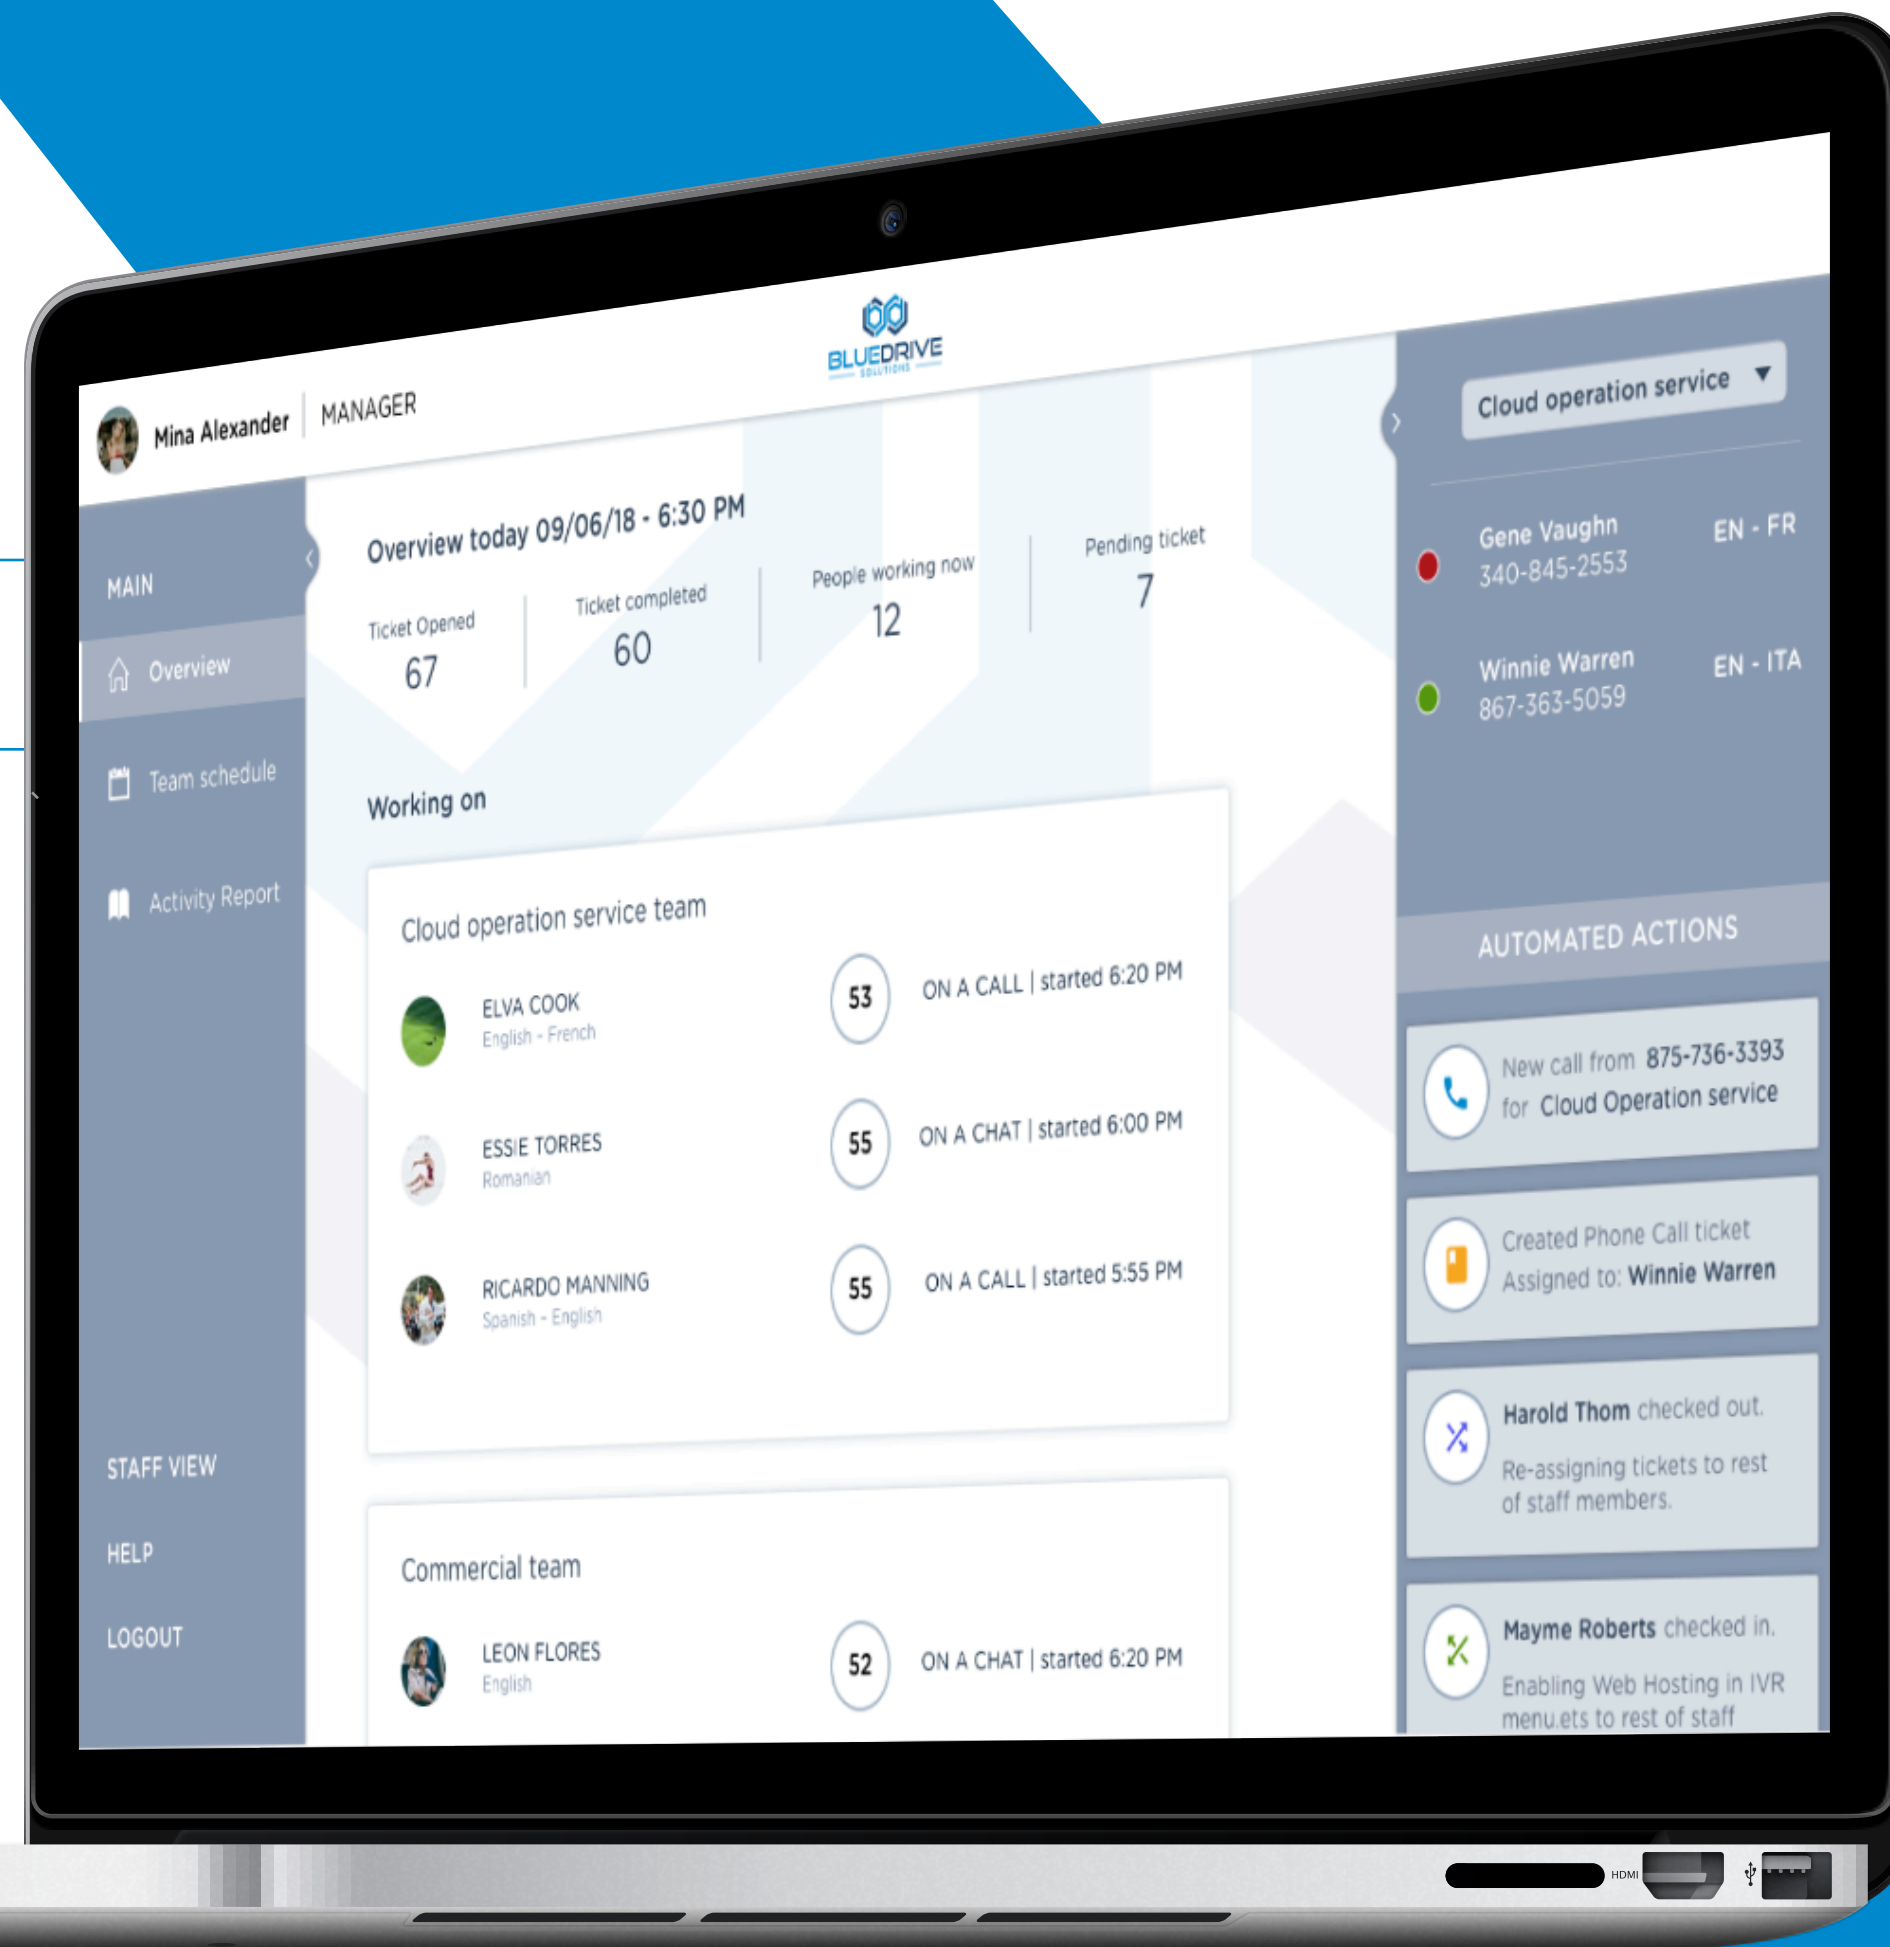 Mina Alexander
MANAGER
bd
BLUEDRIVE
SOLUTIONS
MAIN
Overview
Team schedule
Activity Report
STAFF VIEW
HELP
LOGOUT
Overview today 09/06/18 - 6:30 PM
Ticket Opened
67
Ticket completed
60
People working now
12
Pending ticket
7
Working on
Cloud operation service team
ELVA COOK
English - French
53
ON A CALL | started 6:20 PM
ESSIE TORRES
Romanian
55
ON A CHAT | started 6:00 PM
RICARDO MANNING
Spanish - English
55
ON A CALL | started 5:55 PM
Commercial team
LEON FLORES
English
52
ON A CHAT | started 6:20 PM
Cloud operation service
Gene Vaughn
340-845-2553
EN - FR
Winnie Warren
867-363-5059
EN - ITA
AUTOMATED ACTIONS
New call from 875-736-3393
for Cloud Operation service
Created Phone Call ticket
Assigned to: Winnie Warren
Harold Thom checked out.
Re-assigning tickets to rest
of staff members.
Mayme Roberts checked in.
Enabling Web Hosting in IVR
menu.ets to rest of staff
HDMI